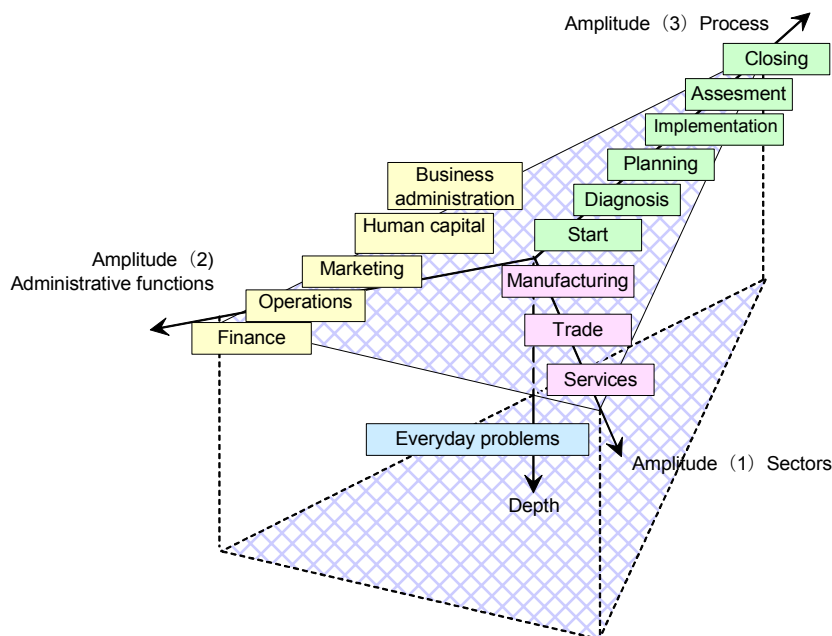 Amplitude（3）Process
Closing
Assesment
Implementation
Planning
Diagnosis
Start
Business
administration
Human capital
Marketing
Operations
Finance
Amplitude（2)
Administrative functions
Manufacturing
Trade
Services
Everyday problems
Amplitude（1）Sectors
Depth